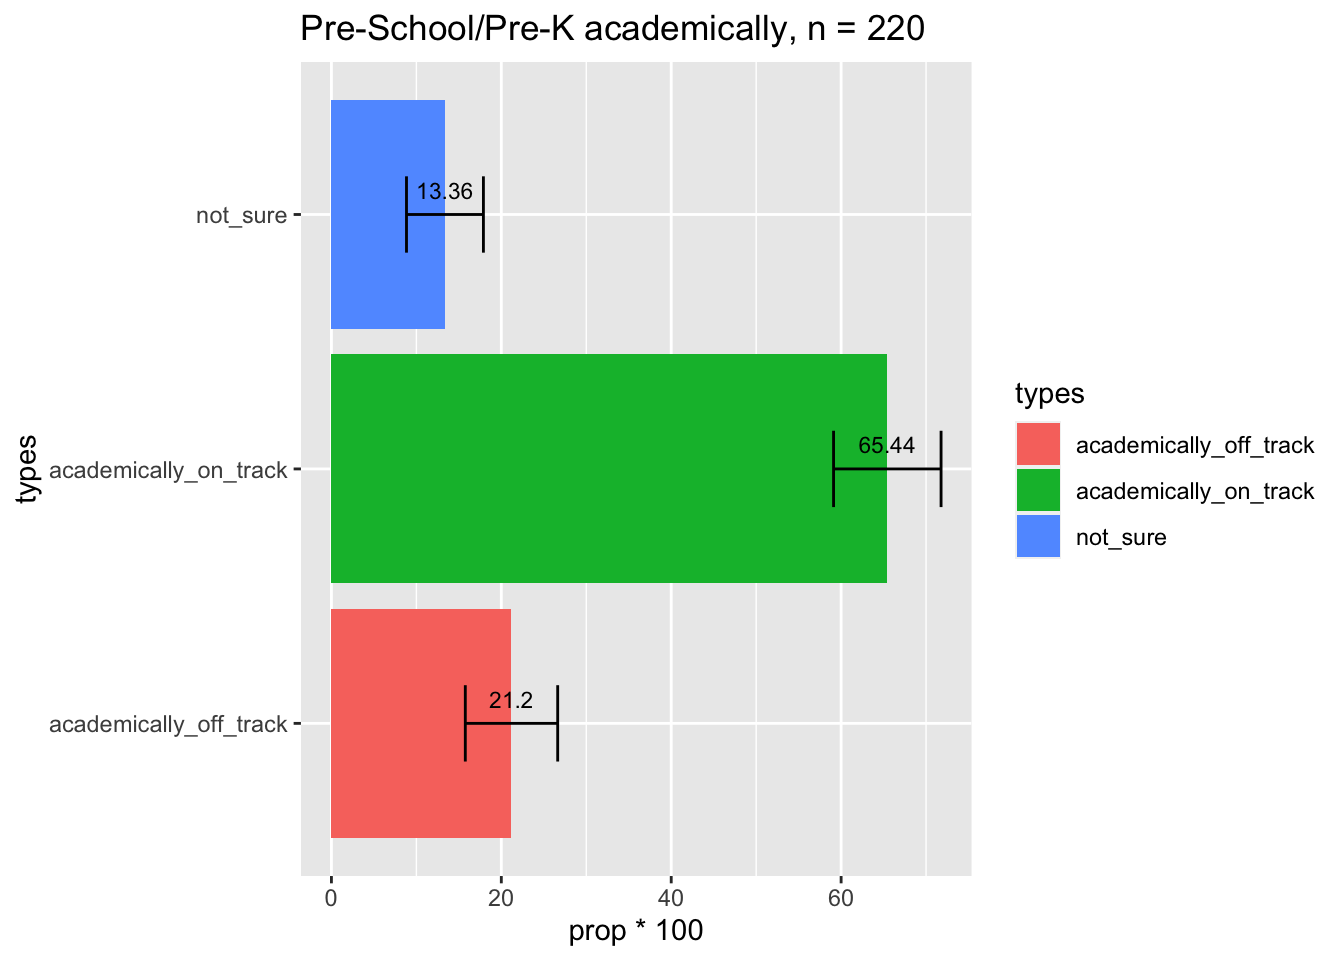 Pre-School/Pre-K academically, n = 220
types
not_sure
academically_on_track
academically_off_track
13.36
65.44
21.2
0 20 40 60
prop * 100
types
academically_off_track
academically_on_track
not_sure